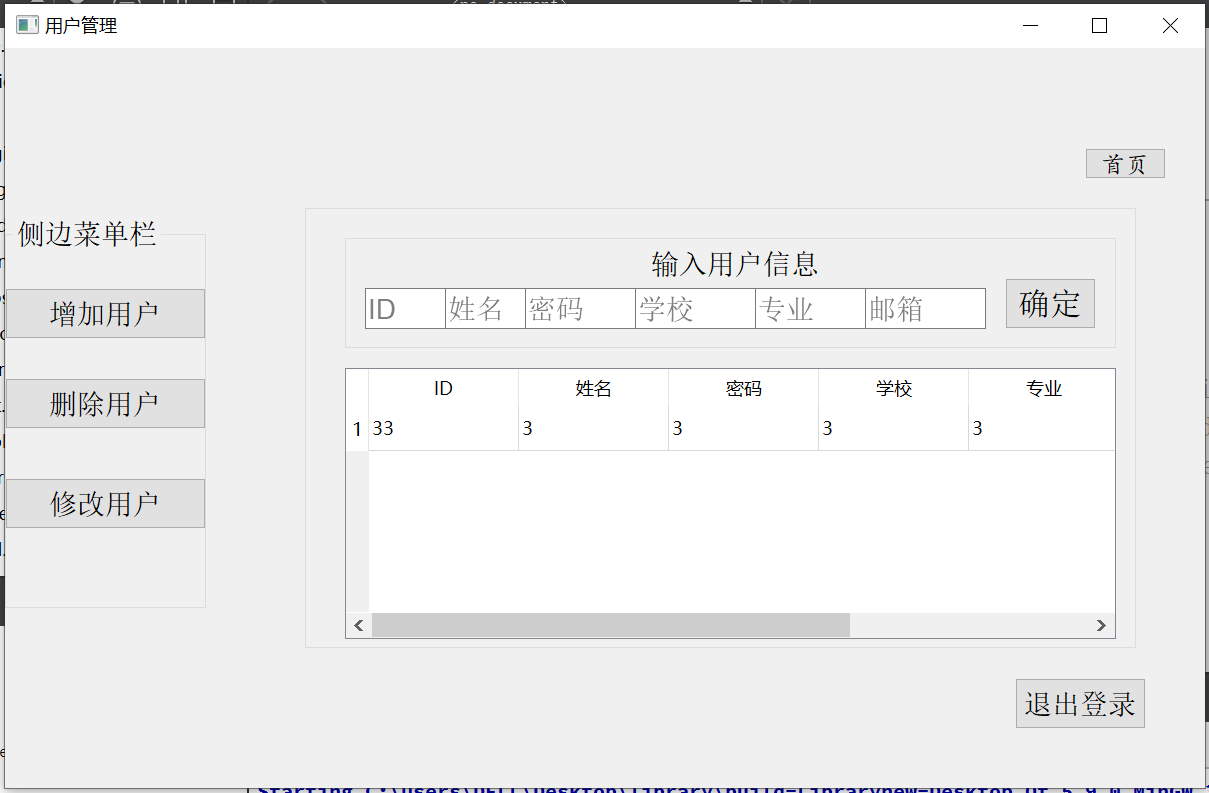 用户管理
首页
侧边菜单栏
增加用户
删除用户
修改用户
输入用户信息
ID 姓名 密码 学校 专业 邮箱
确定
ID 姓名 密码 学校 专业
1 33 3 3 3 3
退出登录